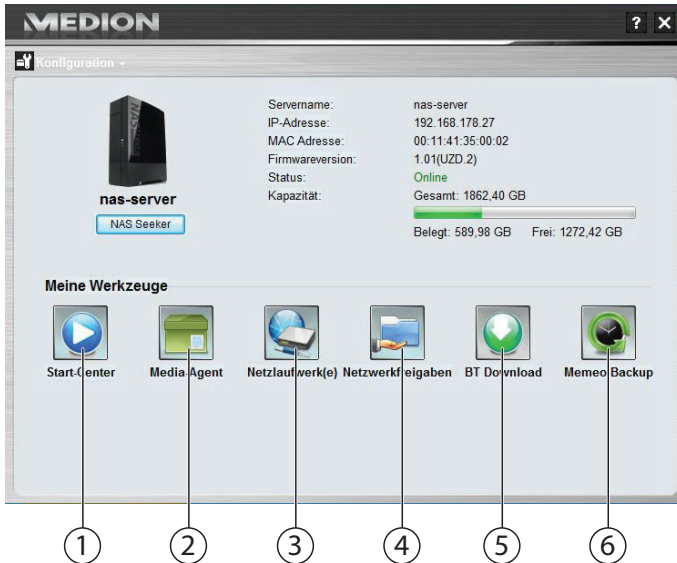 MEDION
? X
Konfiguration
Servername: nas-server
IP-Adresse: 192.168.178.27
MAC Adresse: 00:11:41:35:00:02
Firmwareversion: 1.01(UZD.2)
Status: Online
Kapazität: Gesamt: 1862,40 GB
Belegt: 589,98 GB Frei: 1272,42 GB
nas-server
NAS Seeker
Meine Werkzeuge
Start-Center Media-Agent Netzlaufwerk(e) Netzwerkfreigaben BT Download Memeo Backup
1 2 3 4 5 6